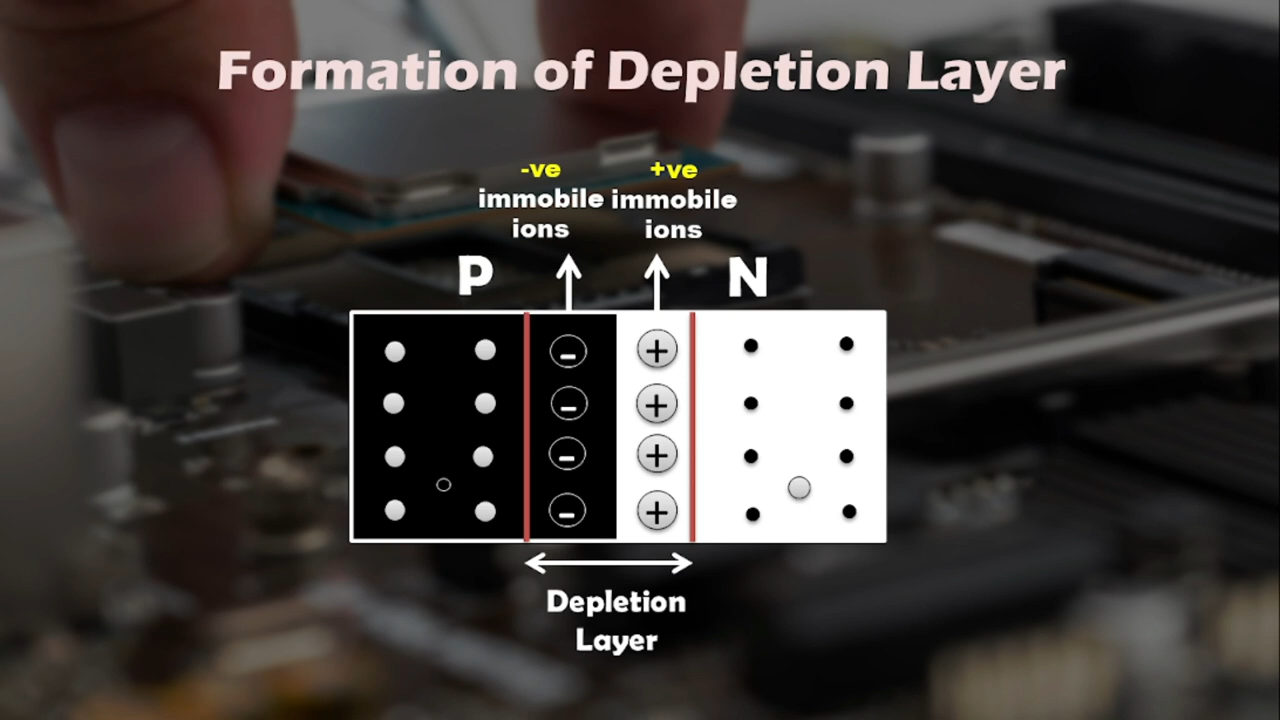 Formation of Depletion Layer
-ve
immobile
ions
+ve
immobile
ions
P
N
- +
- +
- +
- +
Depletion
Layer